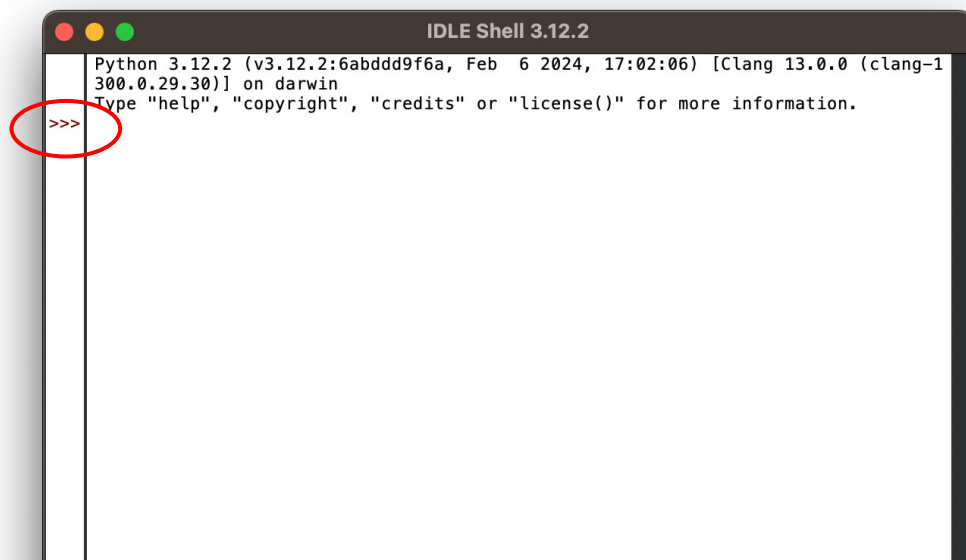 IDLE Shell 3.12.2
Python 3.12.2 (v3.12.2:6abddd9f6a, Feb  6 2024, 17:02:06) [Clang 13.0.0 (clang-1
300.0.29.30)] on darwin
Type "help", "copyright", "credits" or "license()" for more information.
>>>